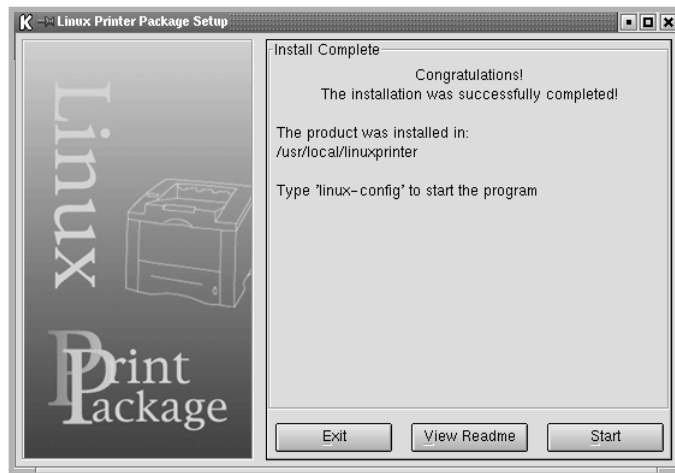 Linux Printer Package Setup
Linux
Print
Package
Install Complete
Congratulations!
The installation was successfully completed!
The product was installed in:
/usr/local/linuxprinter
Type 'linux-config' to start the program
Exit
View Readme
Start